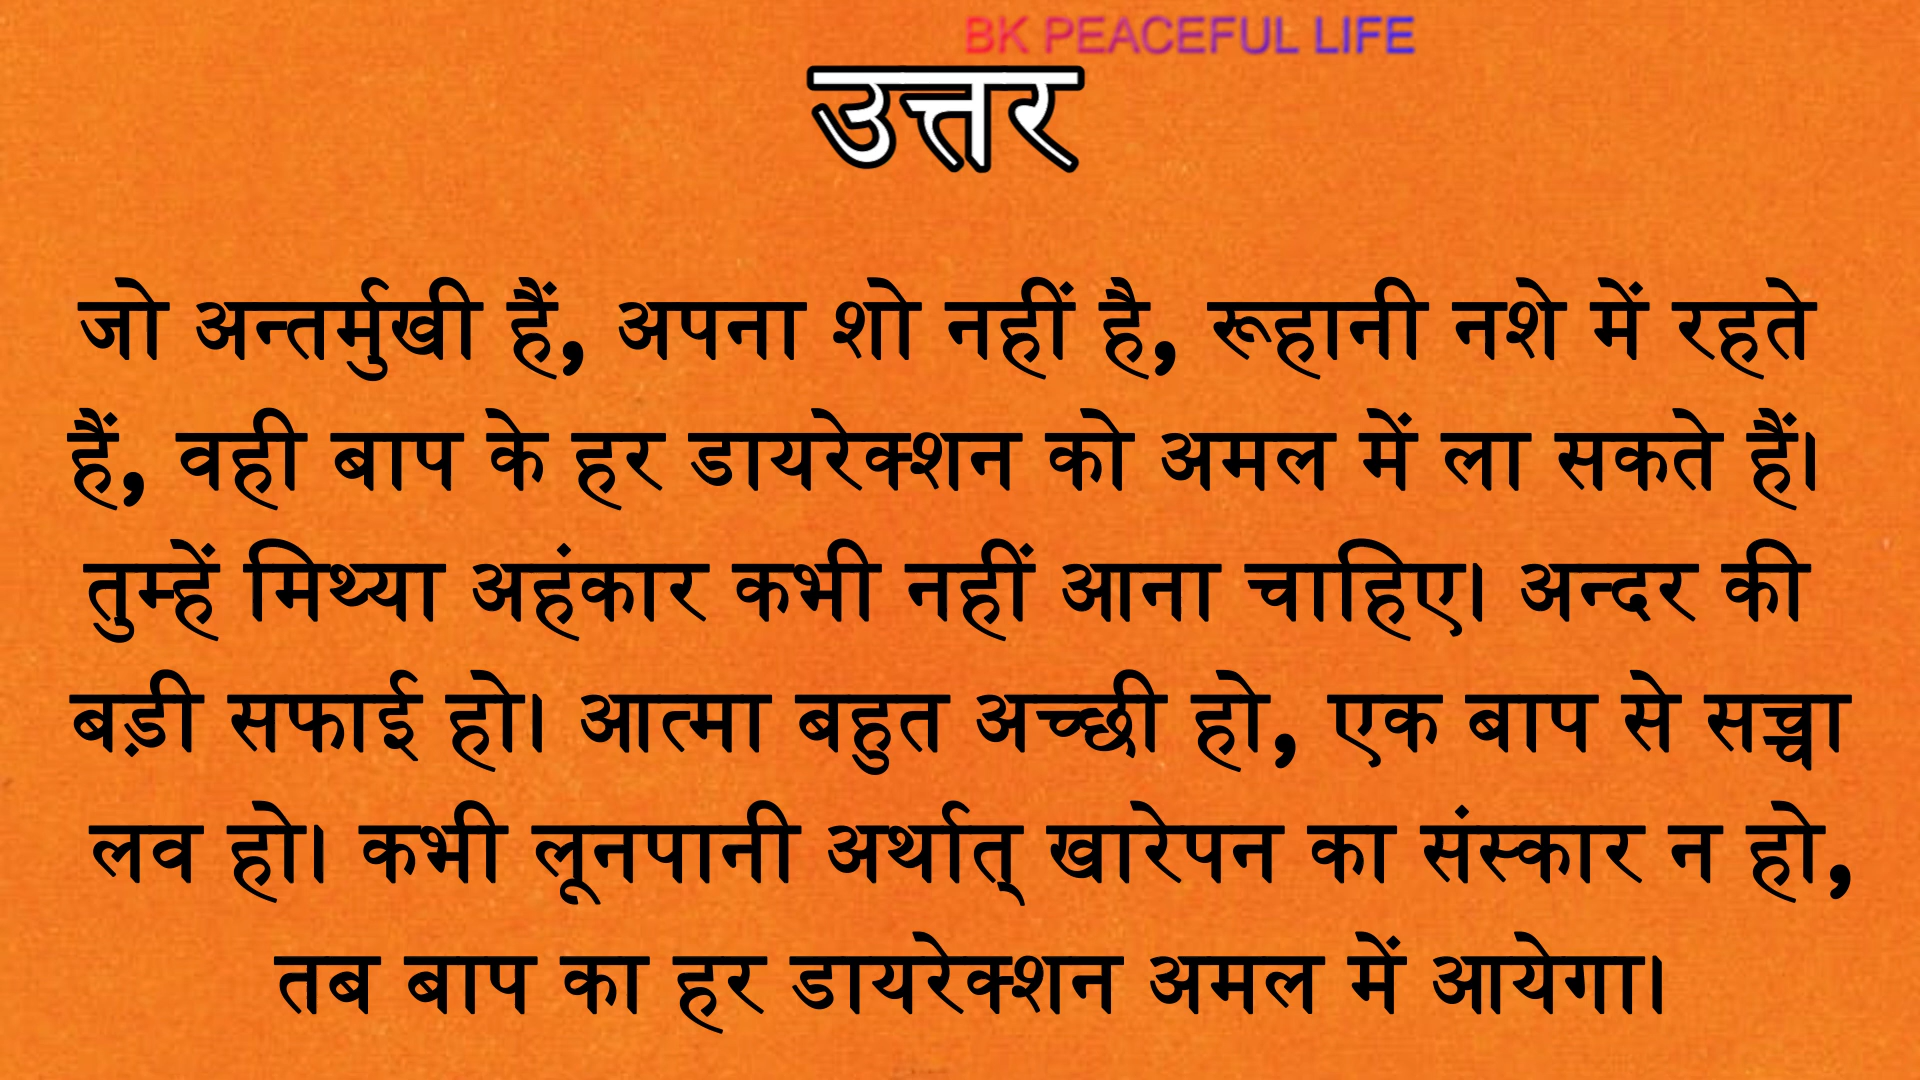 BK PEACEFUL LIFE
उत्तर
जो अन्तर्मुखी हैं, अपना शो नहीं है, रूहानी नशे में रहते
हैं, वही बाप के हर डायरेक्शन को अमल में ला सकते हैं।
तुम्हें मिथ्या अहंकार कभी नहीं आना चाहिए। अन्दर की
बड़ी सफाई हो। आत्मा बहुत अच्छी हो, एक बाप से सच्चा
लव हो। कभी लूनपानी अर्थात् खारेपन का संस्कार न हो,
तब बाप का हर डायरेक्शन अमल में आयेगा।